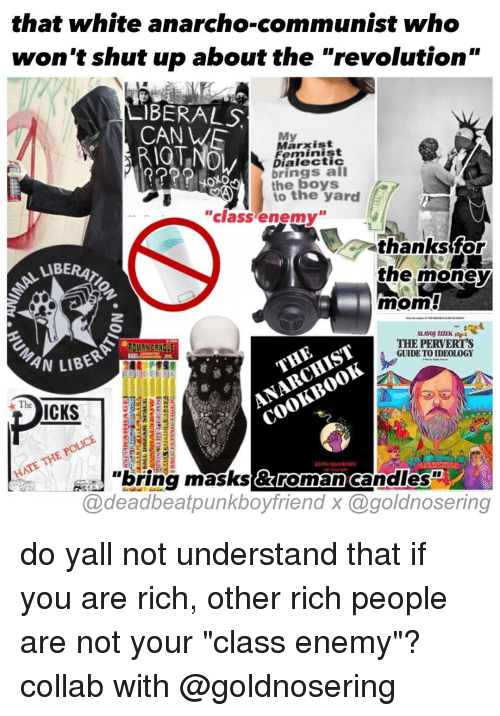 that white anarcho-communist who
won't shut up about the "revolution"
LIBERALS
CAN WE
RIOT NOW
????
XOXO
My
Marxist
Feminist
Dialectic
brings all
the boys
to the yard
"class enemy"
thanks for
the money
mom!
ANIMAL LIBERATION
HUMAN LIBERATION
ROMAN CANDLE
THE
ANARCHIST
COOKBOOK
SLAVOJ ZIZEK
THE PERVERT'S
GUIDE TO IDEOLOGY
The
DICKS
HATE THE POLICE
"bring masks & roman candles"
@deadbeatpunkboyfriend x @goldnosering
do yall not understand that if
you are rich, other rich people
are not your "class enemy"?
collab with @goldnosering